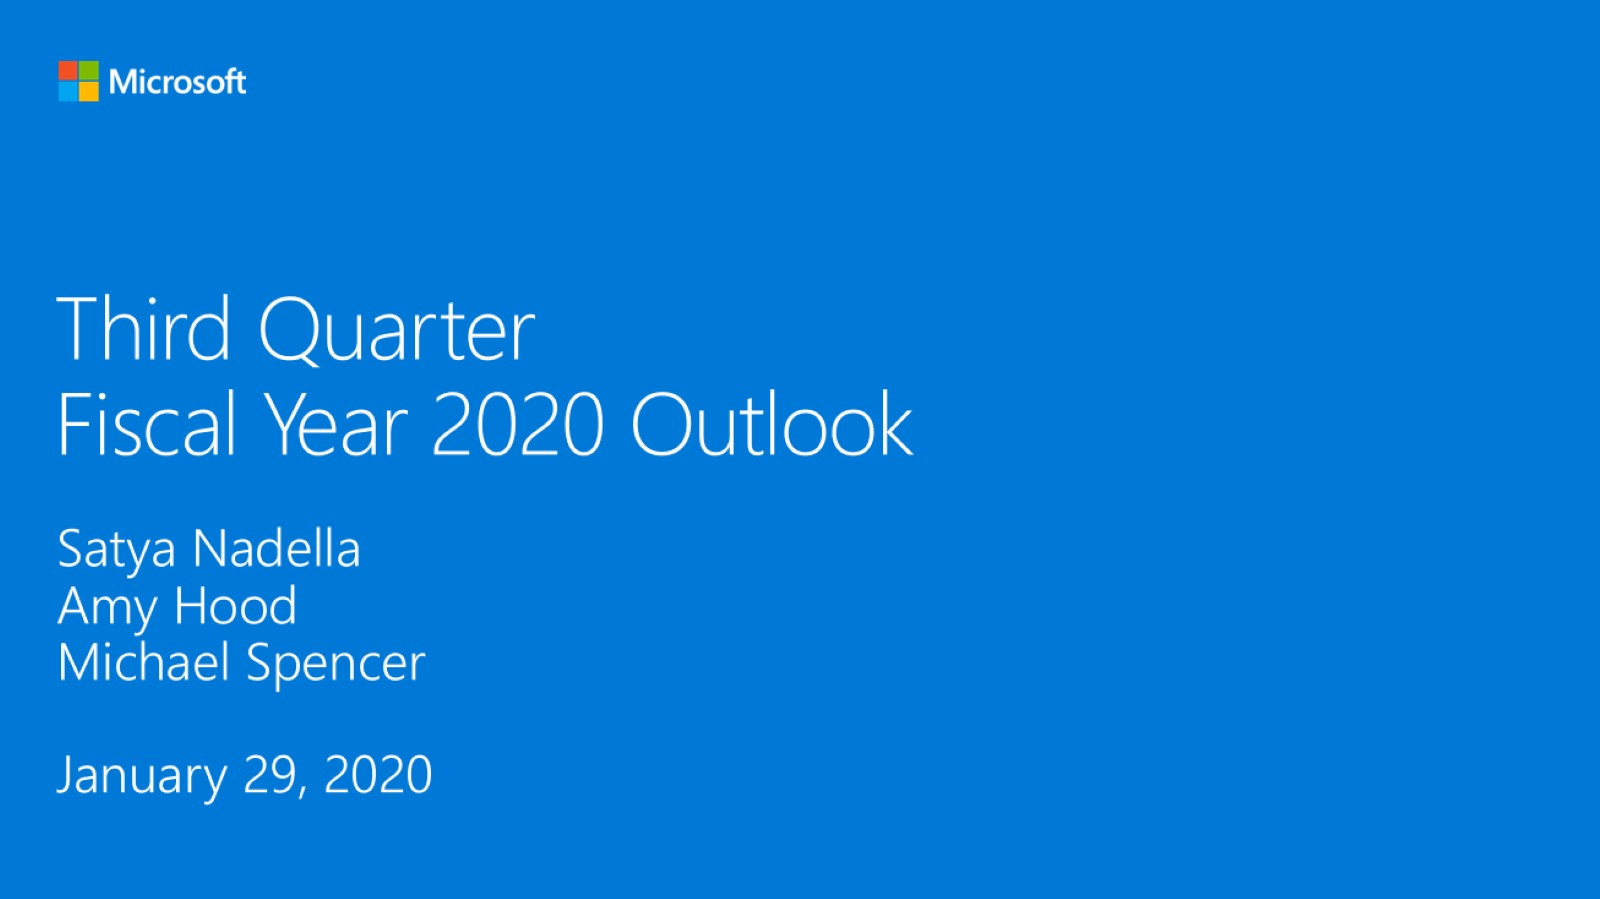 Microsoft
Third Quarter
Fiscal Year 2020 Outlook
Satya Nadella
Amy Hood
Michael Spencer
January 29, 2020